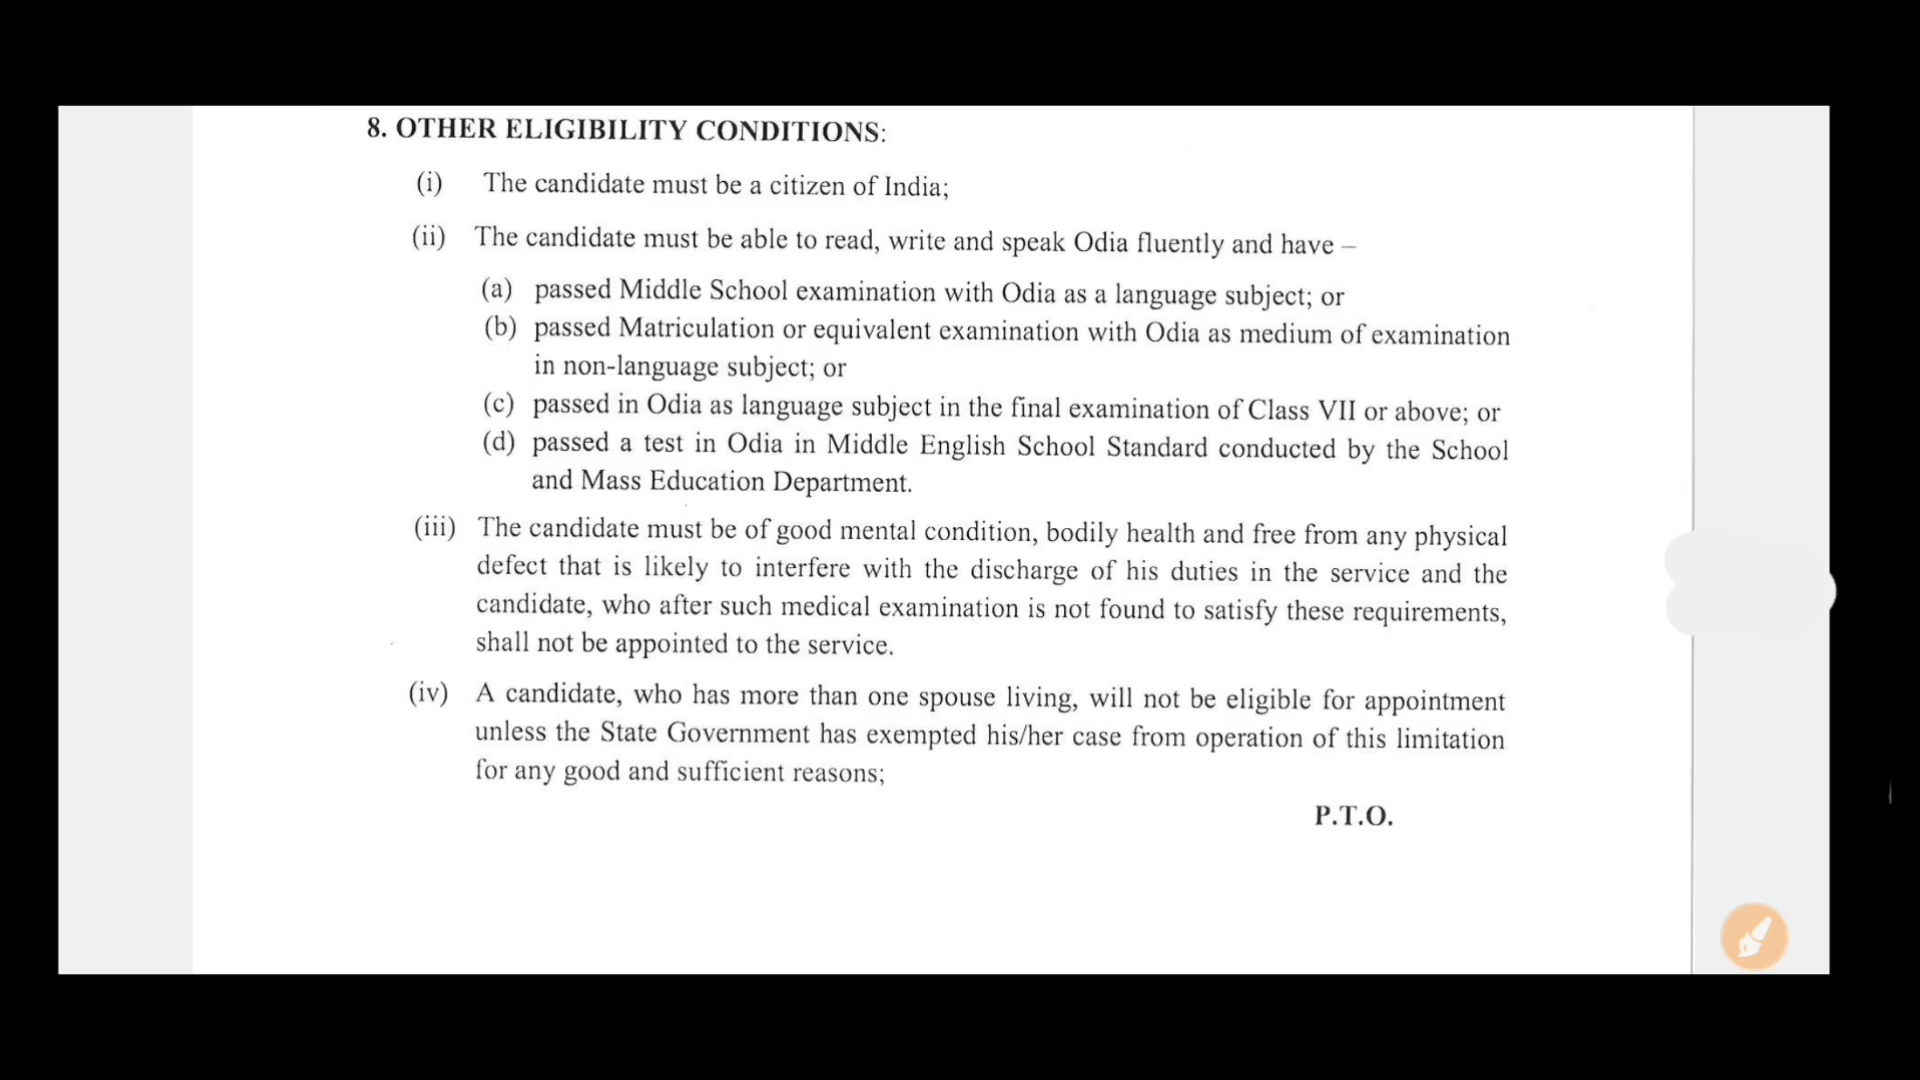 8. OTHER ELIGIBILITY CONDITIONS:
(i) The candidate must be a citizen of India;
(ii) The candidate must be able to read, write and speak Odia fluently and have –
(a) passed Middle School examination with Odia as a language subject; or
(b) passed Matriculation or equivalent examination with Odia as medium of examination
in non-language subject; or
(c) passed in Odia as language subject in the final examination of Class VII or above; or
(d) passed a test in Odia in Middle English School Standard conducted by the School
and Mass Education Department.
(iii) The candidate must be of good mental condition, bodily health and free from any physical
defect that is likely to interfere with the discharge of his duties in the service and the
candidate, who after such medical examination is not found to satisfy these requirements,
shall not be appointed to the service.
(iv) A candidate, who has more than one spouse living, will not be eligible for appointment
unless the State Government has exempted his/her case from operation of this limitation
for any good and sufficient reasons;
P.T.O.